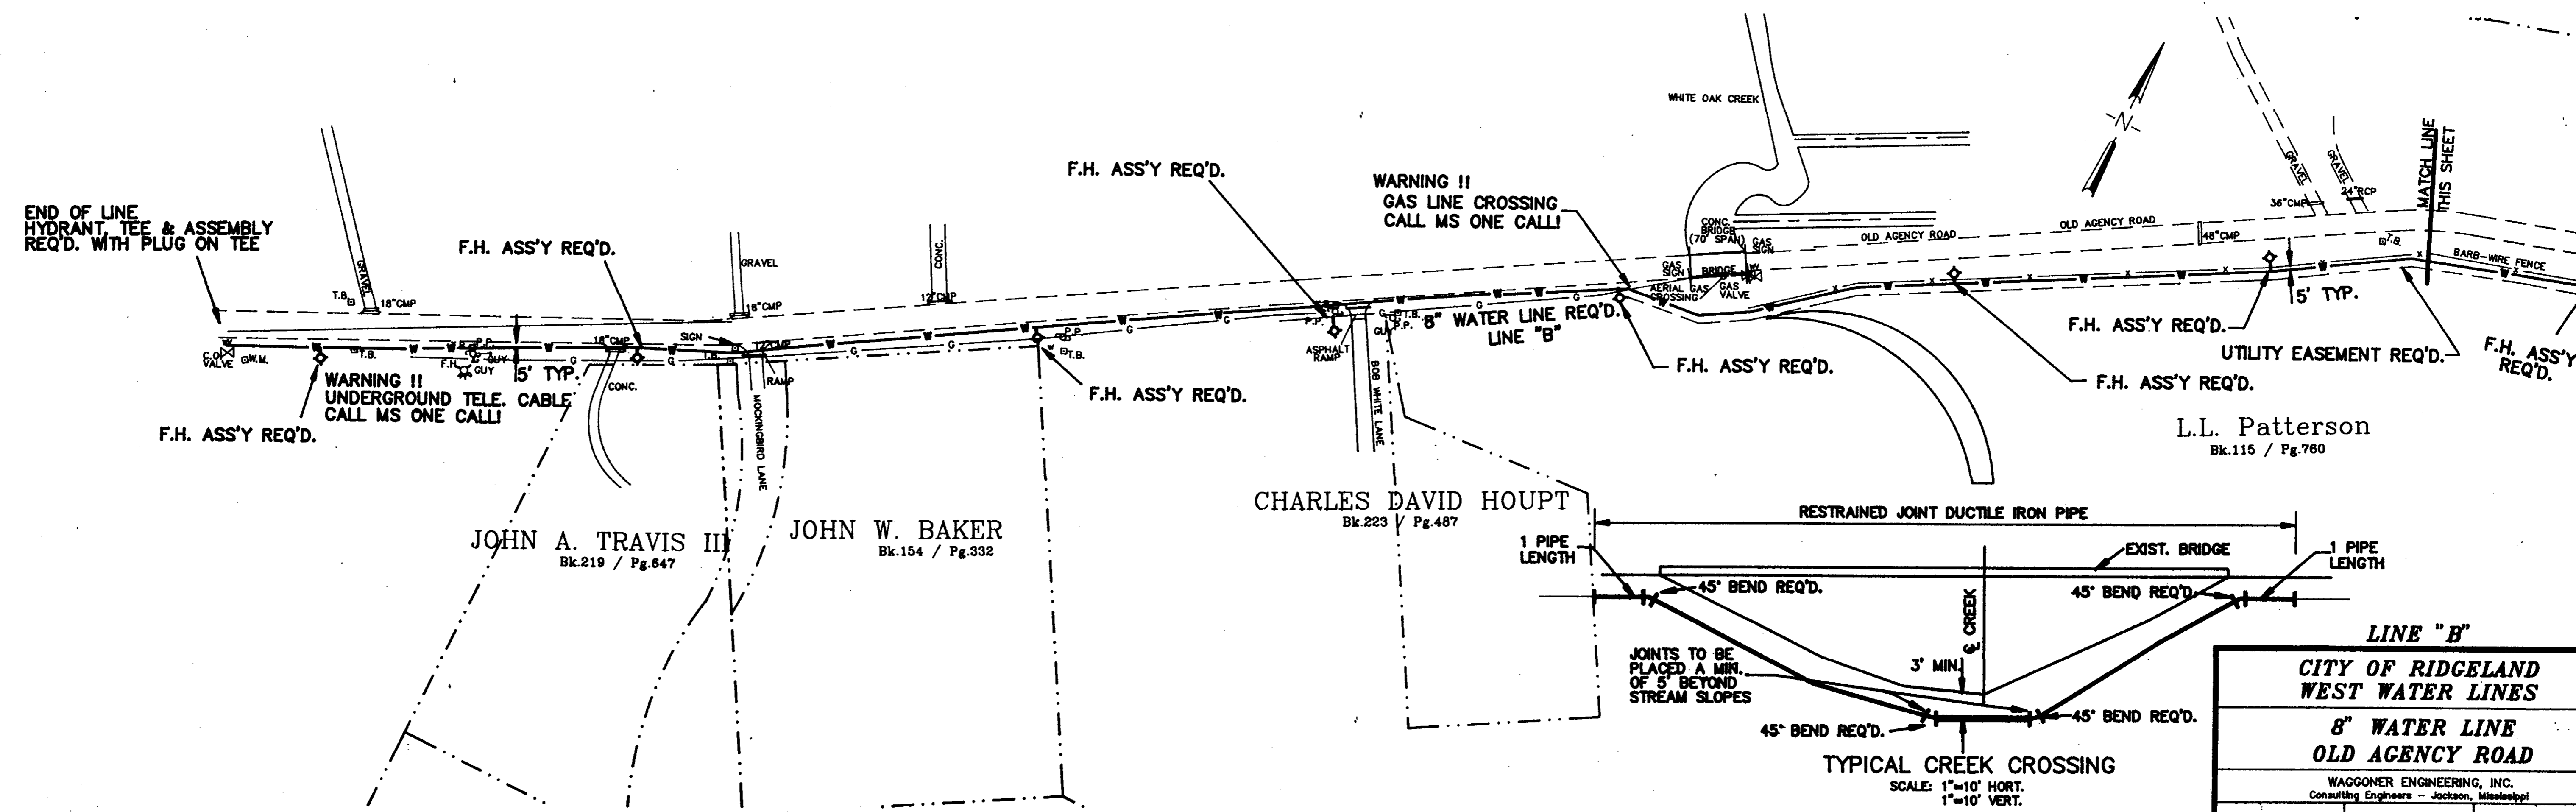 END OF LINE
HYDRANT, TEE & ASSEMBLY
REQ'D. WITH PLUG ON TEE
F.H. ASS'Y REQ'D.
F.H. ASS'Y REQ'D.
WARNING !!
GAS LINE CROSSING
CALL MS ONE CALL!
WHITE OAK CREEK
CONC.
BRIDGE
(70' SPAN)
GAS
SIGN
GAS
SIGN
BRIDGE
AERIAL GAS
CROSSING
GAS
VALVE
OLD AGENCY ROAD
OLD AGENCY ROAD
-N-
GRAVEL
GRAVEL
36"CMP
24"RCP
48"CMP
T.B.
MATCH LINE
THIS SHEET
BARB-WIRE FENCE
GRAVEL
T.B.
18"CMP
GRAVEL
18"CMP
CONC.
12"CMP
G.O.
VALVE
W.M.
T.B.
P.P.
GUY
F.H.
GUY
5' TYP.
18"CMP
CONC.
SIGN
T.B.
12"CMP
RAMP
MOCKINGBIRD LANE
P.P.
T.B.
P.P.
ASPHALT
RAMP
BOB WHITE LANE
T.B.
P.P.
8" WATER LINE REQ'D.
LINE "B"
WARNING !!
UNDERGROUND TELE. CABLE
CALL MS ONE CALL!
F.H. ASS'Y REQ'D.
F.H. ASS'Y REQ'D.
F.H. ASS'Y REQ'D.
F.H. ASS'Y REQ'D.
F.H. ASS'Y REQ'D.
5' TYP.
UTILITY EASEMENT REQ'D.
F.H. ASS'Y
REQ'D.
L.L. Patterson
Bk.115 / Pg.760
JOHN A. TRAVIS III
Bk.219 / Pg.647
JOHN W. BAKER
Bk.154 / Pg.332
CHARLES DAVID HOUPT
Bk.223 / Pg.487
RESTRAINED JOINT DUCTILE IRON PIPE
1 PIPE
LENGTH
EXIST. BRIDGE
1 PIPE
LENGTH
45° BEND REQ'D.
45° BEND REQ'D.
℄ CREEK
JOINTS TO BE
PLACED A MIN.
OF 5' BEYOND
STREAM SLOPES
3' MIN.
45° BEND REQ'D.
45° BEND REQ'D.
TYPICAL CREEK CROSSING
SCALE: 1"=10' HORT.
1"=10' VERT.
LINE "B"
CITY OF RIDGELAND
WEST WATER LINES
8" WATER LINE
OLD AGENCY ROAD
WAGGONER ENGINEERING, INC.
Consulting Engineers - Jackson, Mississippi